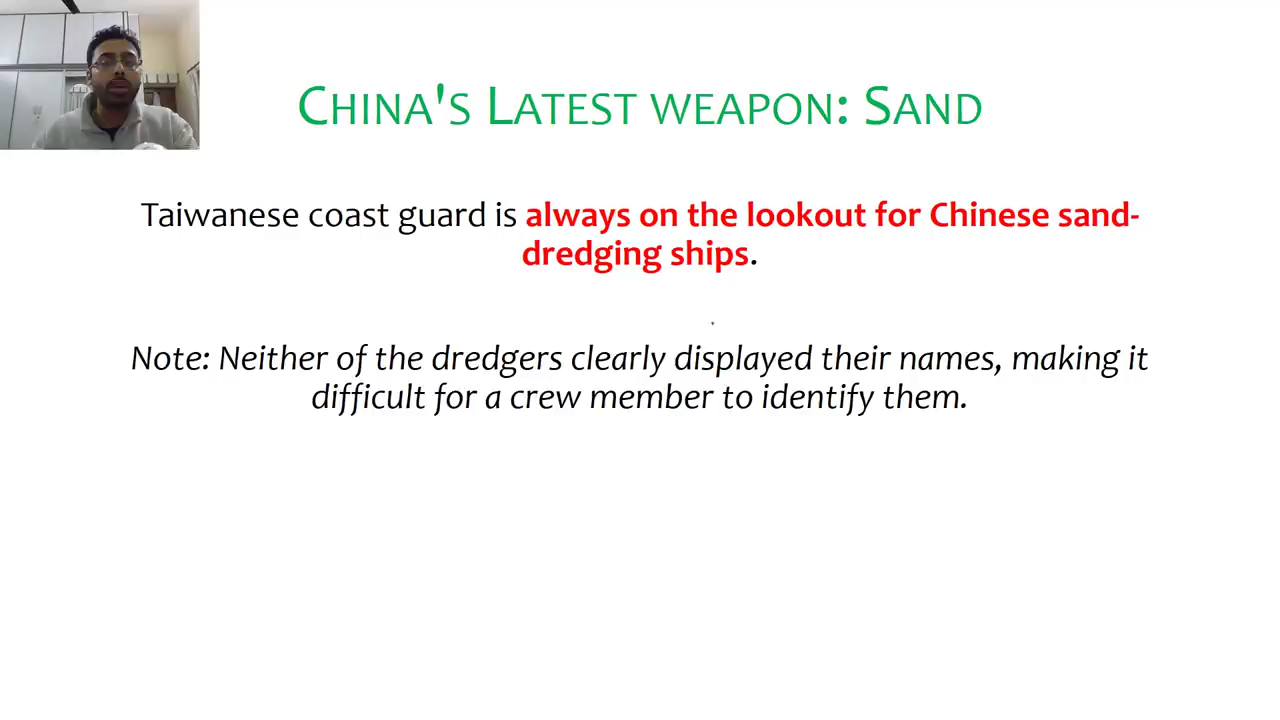 China's Latest weapon: Sand
Taiwanese coast guard is always on the lookout for Chinese sand-
dredging ships.
Note: Neither of the dredgers clearly displayed their names, making it
difficult for a crew member to identify them.